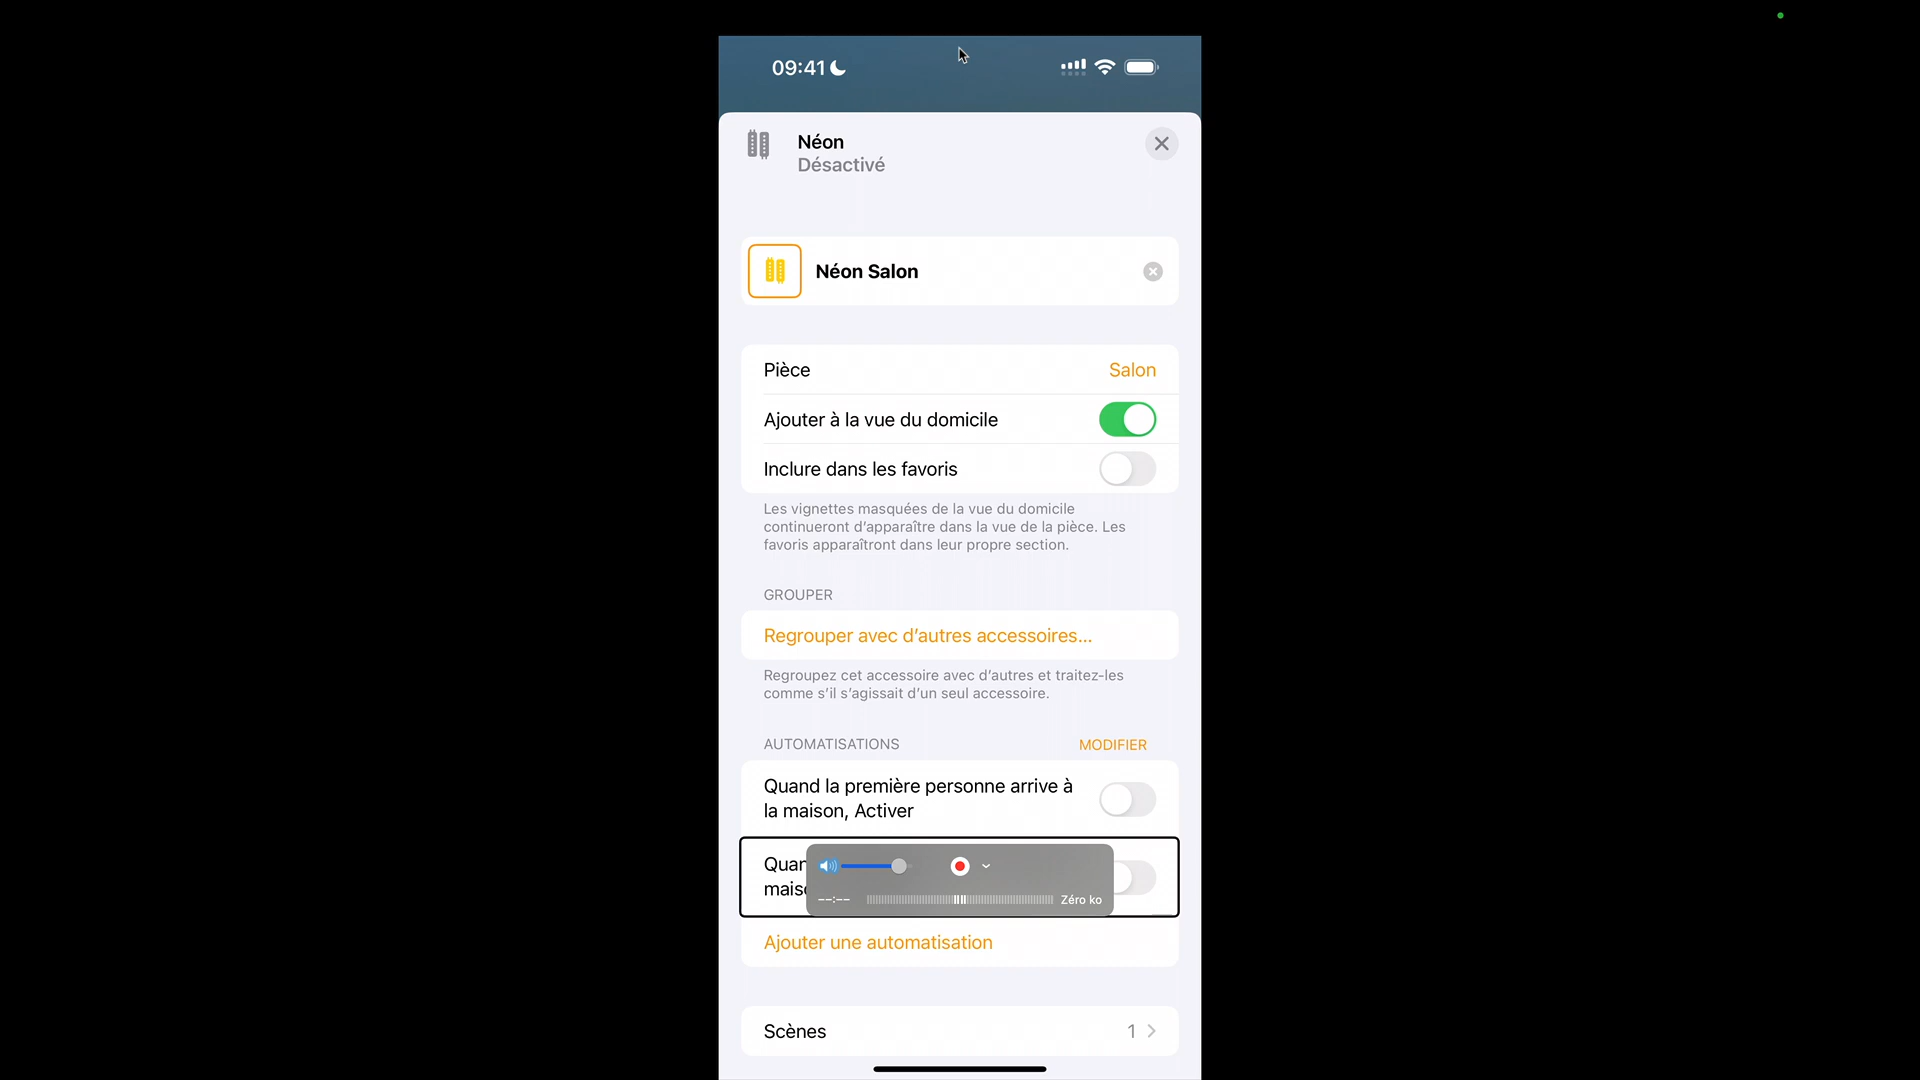 09:41
Néon
Désactivé
Néon Salon
Pièce
Salon
Ajouter à la vue du domicile
Inclure dans les favoris
Les vignettes masquées de la vue du domicile
continueront d’apparaître dans la vue de la pièce. Les
favoris apparaîtront dans leur propre section.
GROUPER
Regrouper avec d’autres accessoires...
Regroupez cet accessoire avec d’autres et traitez-les
comme s’il s’agissait d’un seul accessoire.
AUTOMATISATIONS
MODIFIER
Quand la première personne arrive à
la maison, Activer
--:--
Zéro ko
Ajouter une automatisation
Scènes
1